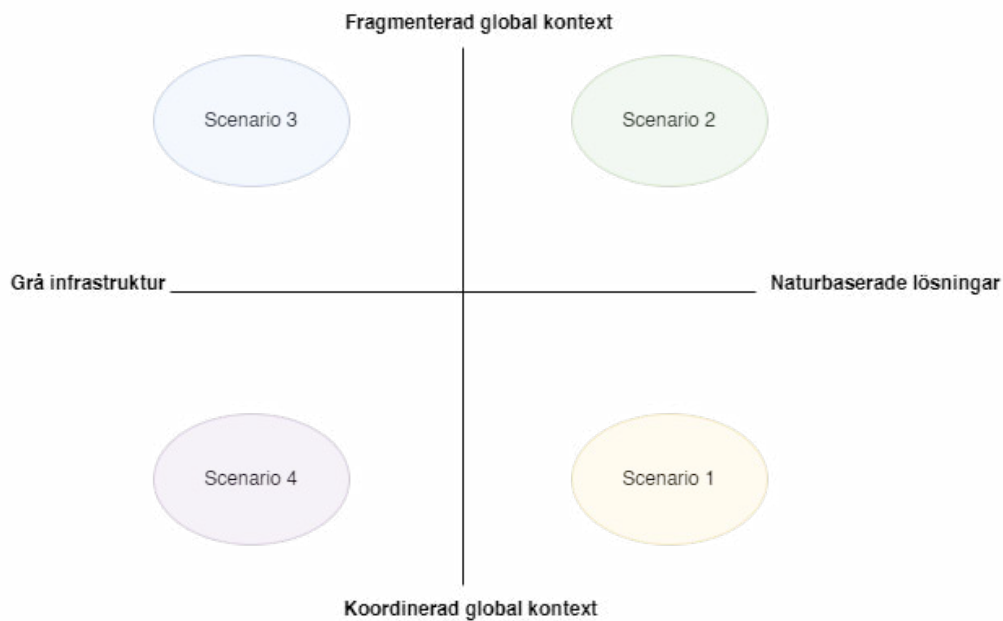 Fragmenterad global kontext
Scenario 3
Scenario 2
Grå infrastruktur
Naturbaserade lösningar
Scenario 4
Scenario 1
Koordinerad global kontext